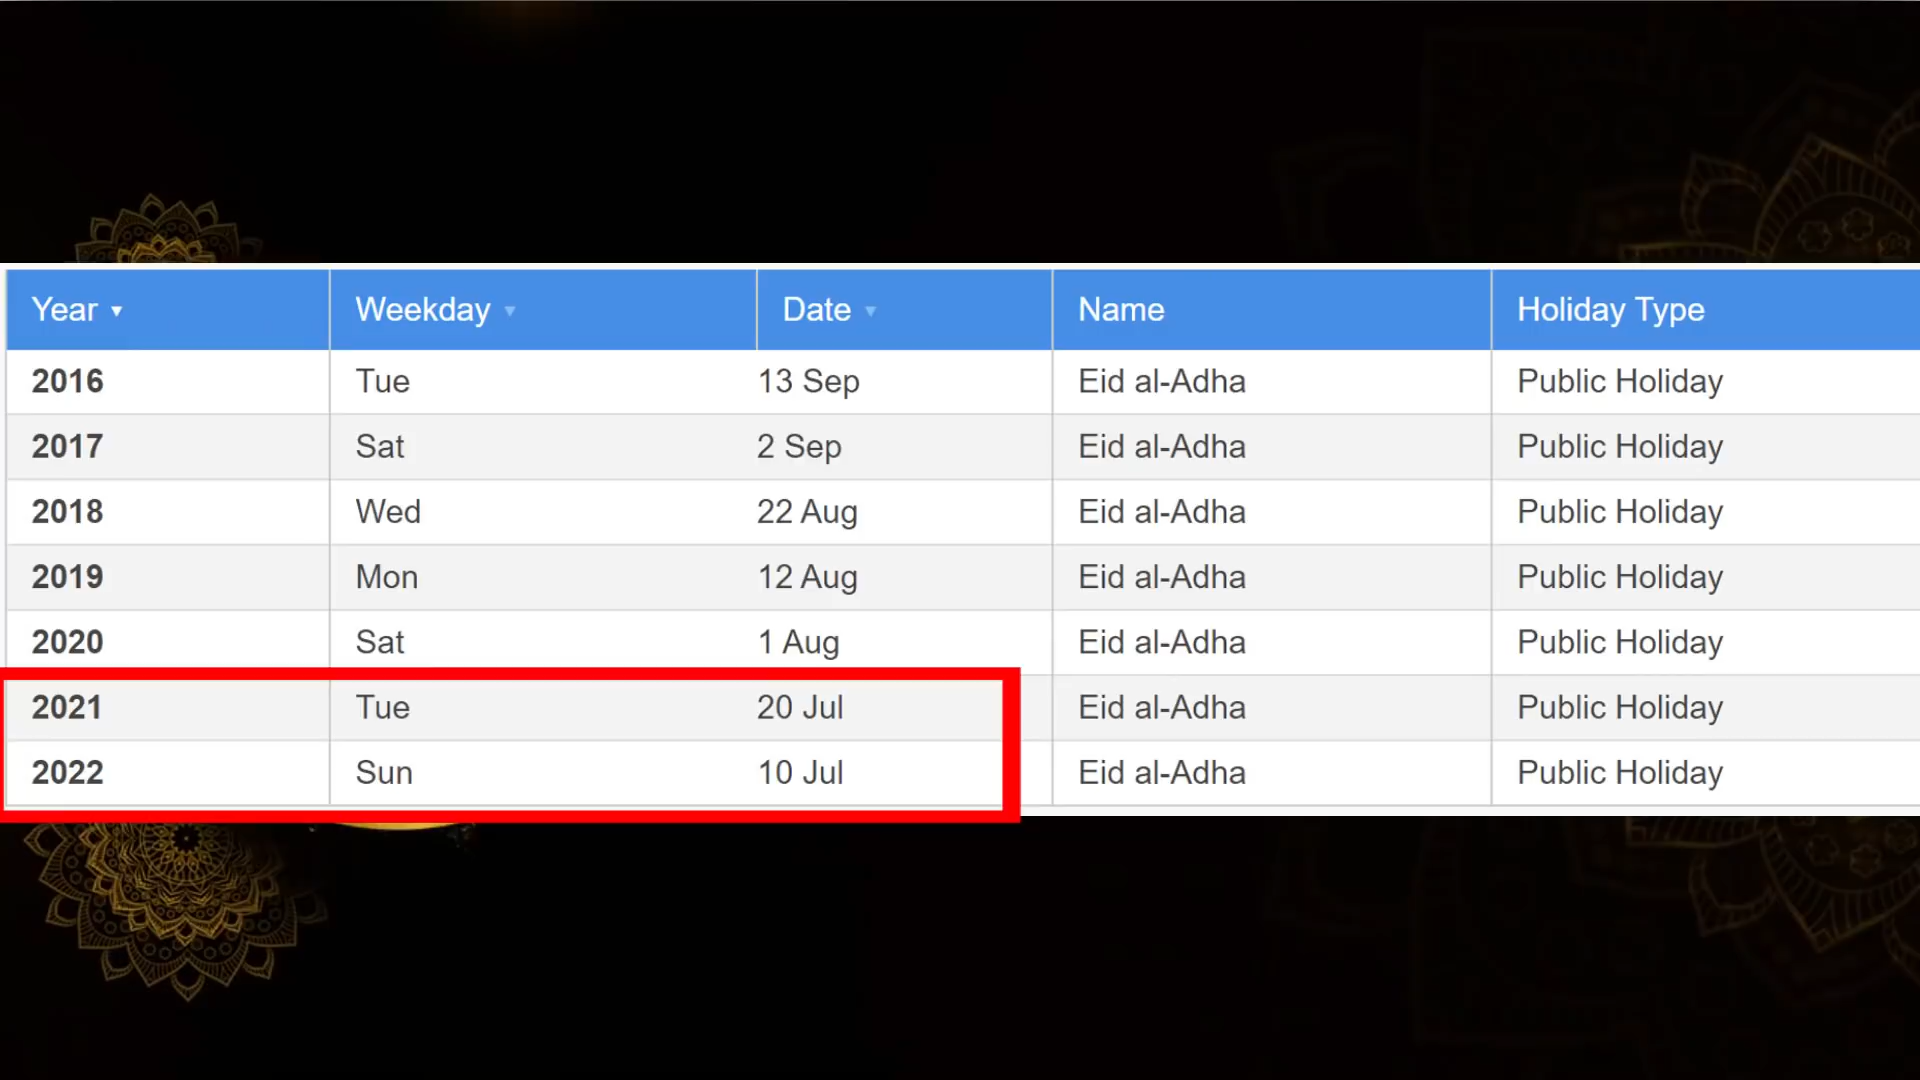 Year Weekday Date Name Holiday Type
2016 Tue 13 Sep Eid al-Adha Public Holiday
2017 Sat 2 Sep Eid al-Adha Public Holiday
2018 Wed 22 Aug Eid al-Adha Public Holiday
2019 Mon 12 Aug Eid al-Adha Public Holiday
2020 Sat 1 Aug Eid al-Adha Public Holiday
2021 Tue 20 Jul Eid al-Adha Public Holiday
2022 Sun 10 Jul Eid al-Adha Public Holiday